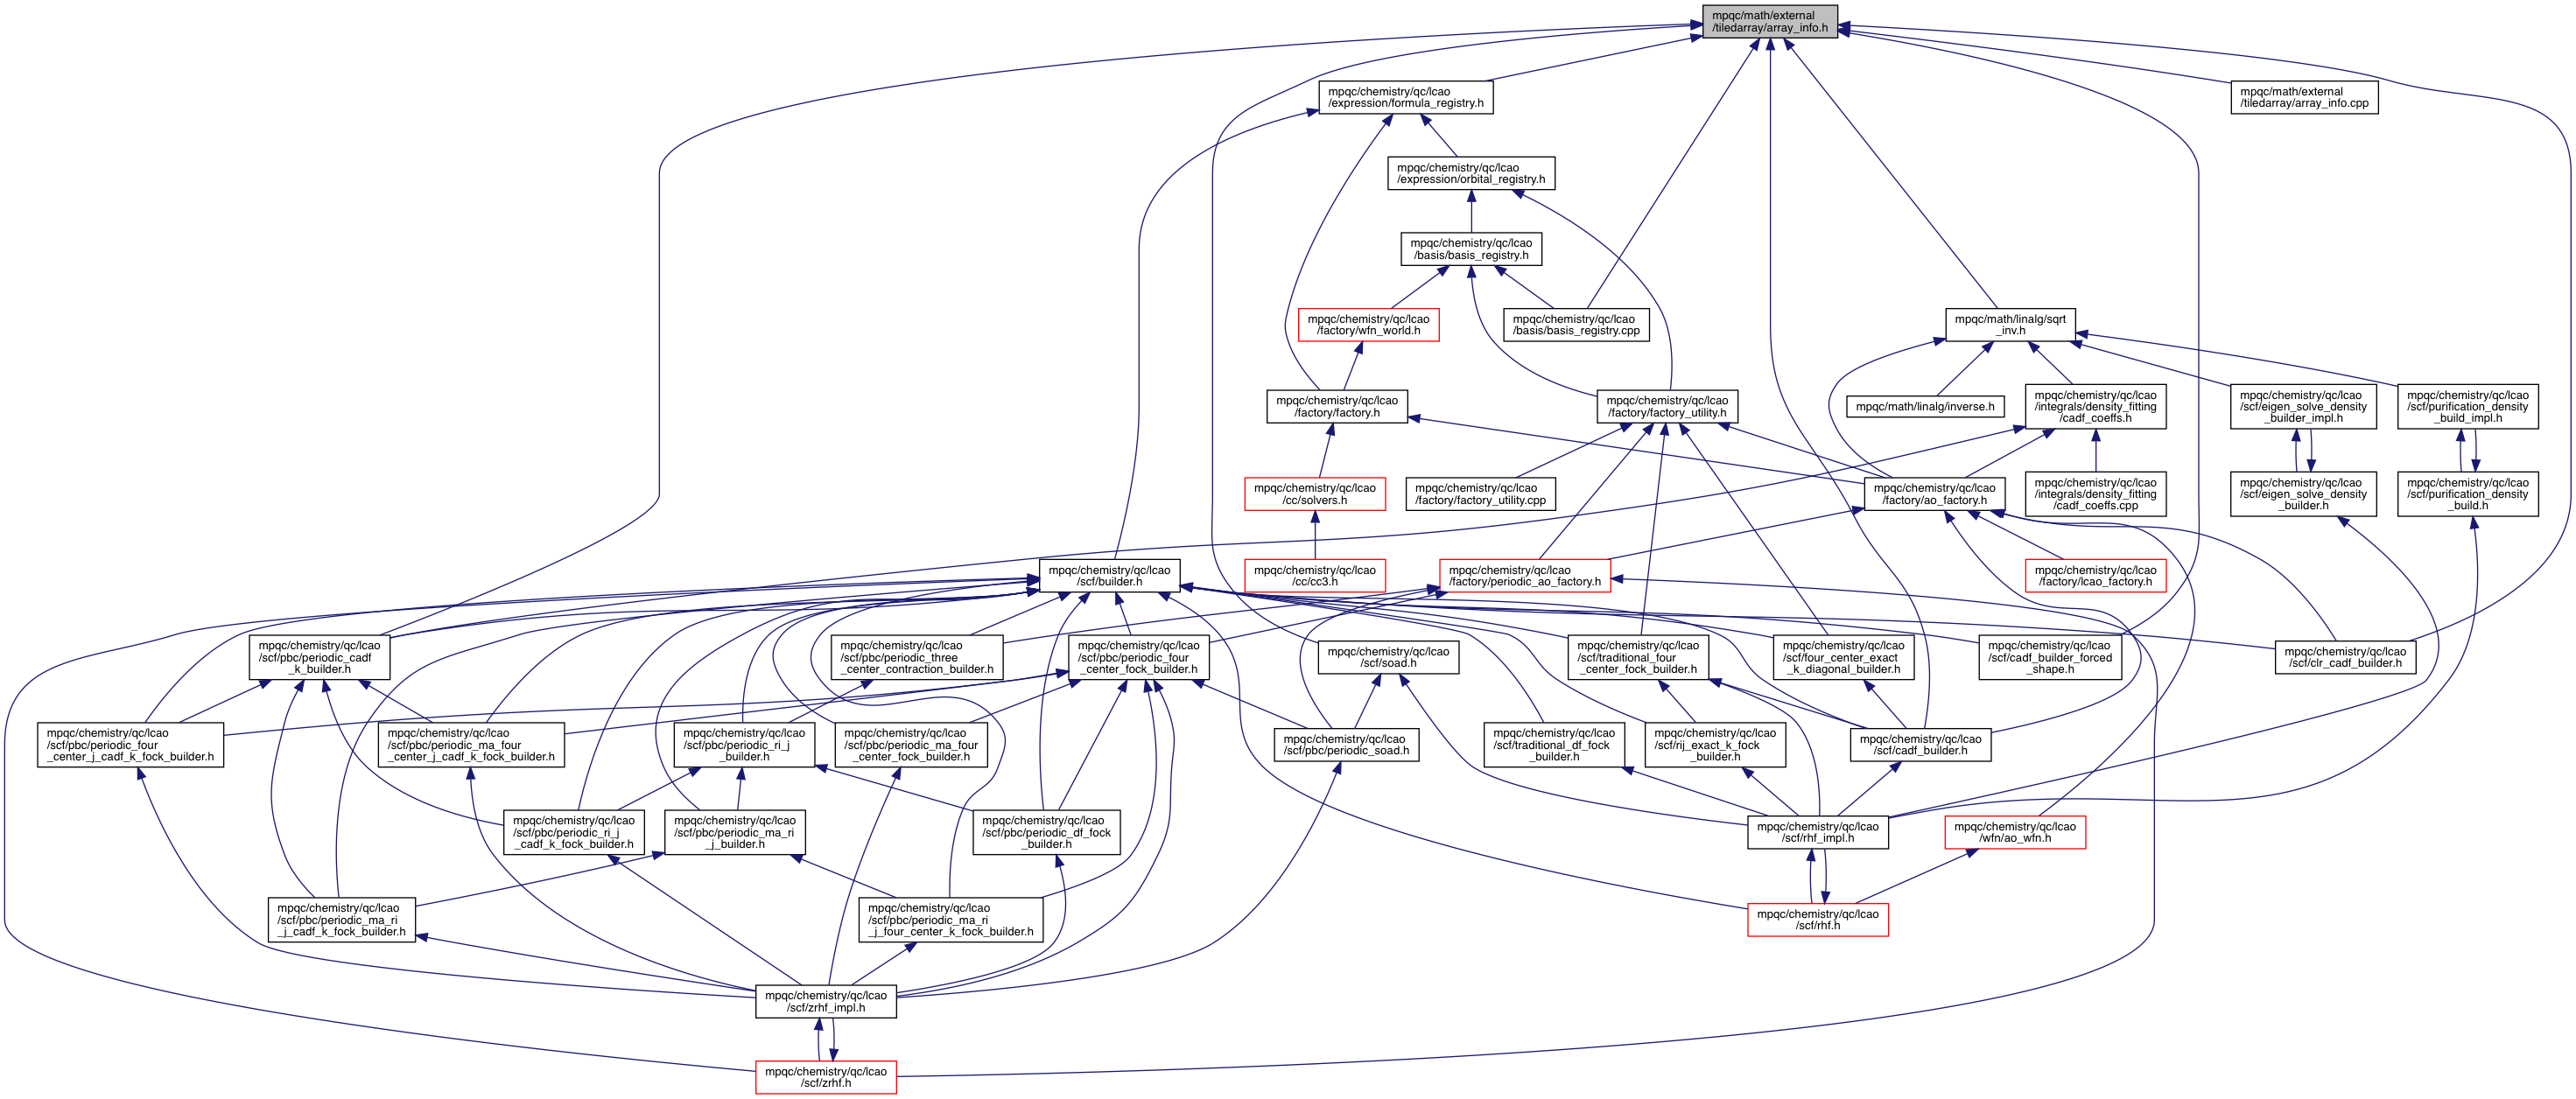 mpqc/math/external
/tiledarray/array_info.h
mpqc/chemistry/qc/lcao
/expression/formula_registry.h
mpqc/math/external
/tiledarray/array_info.cpp
mpqc/chemistry/qc/lcao
/expression/orbital_registry.h
mpqc/chemistry/qc/lcao
/basis/basis_registry.h
mpqc/chemistry/qc/lcao
/factory/wfn_world.h
mpqc/chemistry/qc/lcao
/basis/basis_registry.cpp
mpqc/math/linalg/sqrt
_inv.h
mpqc/chemistry/qc/lcao
/factory/factory.h
mpqc/chemistry/qc/lcao
/factory/factory_utility.h
mpqc/math/linalg/inverse.h
mpqc/chemistry/qc/lcao
/integrals/density_fitting
/cadf_coeffs.h
mpqc/chemistry/qc/lcao
/scf/eigen_solve_density
_builder_impl.h
mpqc/chemistry/qc/lcao
/scf/purification_density
_build_impl.h
mpqc/chemistry/qc/lcao
/cc/solvers.h
mpqc/chemistry/qc/lcao
/factory/factory_utility.cpp
mpqc/chemistry/qc/lcao
/factory/ao_factory.h
mpqc/chemistry/qc/lcao
/integrals/density_fitting
/cadf_coeffs.cpp
mpqc/chemistry/qc/lcao
/scf/eigen_solve_density
_builder.h
mpqc/chemistry/qc/lcao
/scf/purification_density
_build.h
mpqc/chemistry/qc/lcao
/scf/builder.h
mpqc/chemistry/qc/lcao
/cc/cc3.h
mpqc/chemistry/qc/lcao
/factory/periodic_ao_factory.h
mpqc/chemistry/qc/lcao
/factory/lcao_factory.h
mpqc/chemistry/qc/lcao
/scf/pbc/periodic_cadf
_k_builder.h
mpqc/chemistry/qc/lcao
/scf/pbc/periodic_three
_center_contraction_builder.h
mpqc/chemistry/qc/lcao
/scf/pbc/periodic_four
_center_fock_builder.h
mpqc/chemistry/qc/lcao
/scf/soad.h
mpqc/chemistry/qc/lcao
/scf/traditional_four
_center_fock_builder.h
mpqc/chemistry/qc/lcao
/scf/four_center_exact
_k_diagonal_builder.h
mpqc/chemistry/qc/lcao
/scf/cadf_builder_forced
_shape.h
mpqc/chemistry/qc/lcao
/scf/clr_cadf_builder.h
mpqc/chemistry/qc/lcao
/scf/pbc/periodic_four
_center_j_cadf_k_fock_builder.h
mpqc/chemistry/qc/lcao
/scf/pbc/periodic_ma_four
_center_j_cadf_k_fock_builder.h
mpqc/chemistry/qc/lcao
/scf/pbc/periodic_ri_j
_builder.h
mpqc/chemistry/qc/lcao
/scf/pbc/periodic_ma_four
_center_fock_builder.h
mpqc/chemistry/qc/lcao
/scf/pbc/periodic_soad.h
mpqc/chemistry/qc/lcao
/scf/traditional_df_fock
_builder.h
mpqc/chemistry/qc/lcao
/scf/rij_exact_k_fock
_builder.h
mpqc/chemistry/qc/lcao
/scf/cadf_builder.h
mpqc/chemistry/qc/lcao
/scf/pbc/periodic_ri_j
_cadf_k_fock_builder.h
mpqc/chemistry/qc/lcao
/scf/pbc/periodic_ma_ri
_j_builder.h
mpqc/chemistry/qc/lcao
/scf/pbc/periodic_df_fock
_builder.h
mpqc/chemistry/qc/lcao
/scf/rhf_impl.h
mpqc/chemistry/qc/lcao
/wfn/ao_wfn.h
mpqc/chemistry/qc/lcao
/scf/pbc/periodic_ma_ri
_j_cadf_k_fock_builder.h
mpqc/chemistry/qc/lcao
/scf/pbc/periodic_ma_ri
_j_four_center_k_fock_builder.h
mpqc/chemistry/qc/lcao
/scf/rhf.h
mpqc/chemistry/qc/lcao
/scf/zrhf_impl.h
mpqc/chemistry/qc/lcao
/scf/zrhf.h